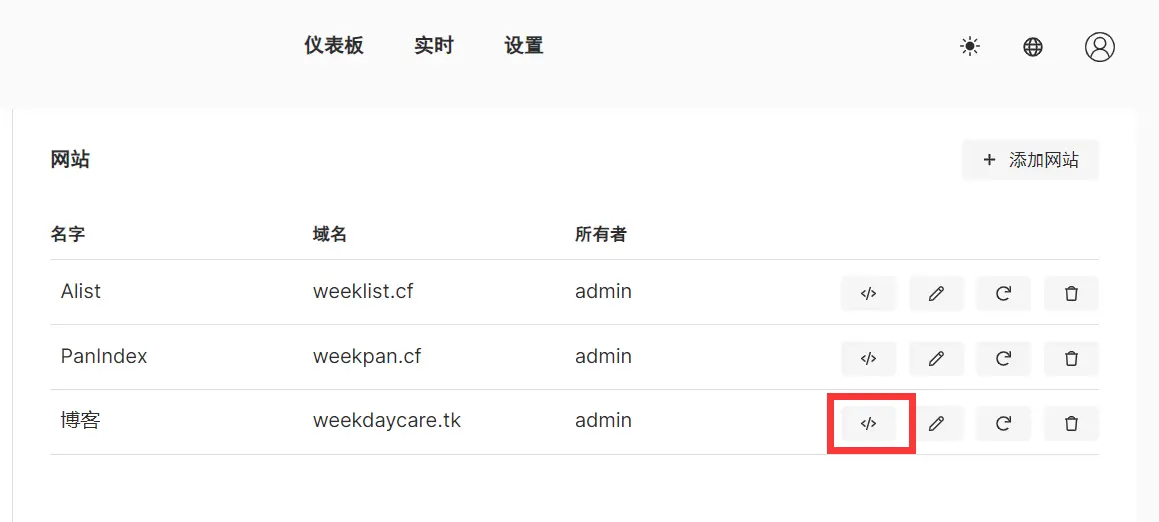 仪表板 实时 设置
网站
+ 添加网站
名字 域名 所有者
Alist weeklist.cf admin </>
PanIndex weekpan.cf admin </>
博客 weekdaycare.tk admin </>